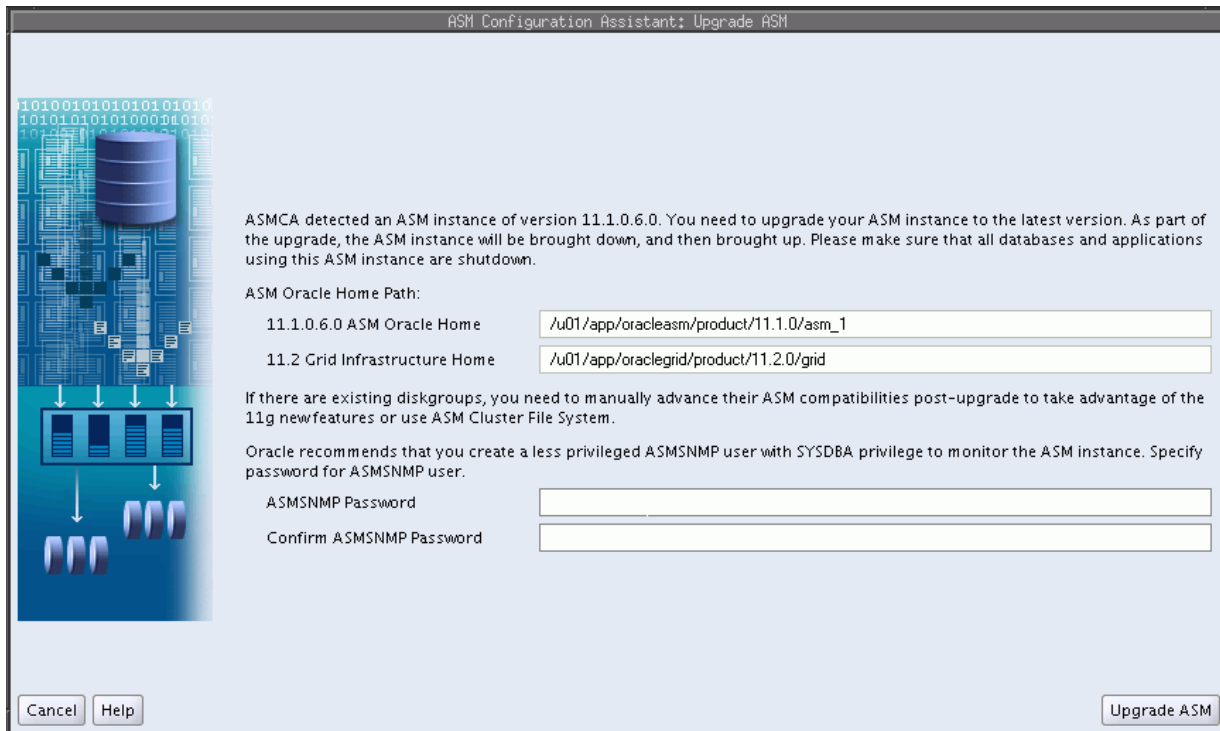 ASM Configuration Assistant: Upgrade ASM
ASMCA detected an ASM instance of version 11.1.0.6.0. You need to upgrade your ASM instance to the latest version. As part of
the upgrade, the ASM instance will be brought down, and then brought up. Please make sure that all databases and applications
using this ASM instance are shutdown.
ASM Oracle Home Path:
11.1.0.6.0 ASM Oracle Home /u01/app/oracleasm/product/11.1.0/asm_1
11.2 Grid Infrastructure Home /u01/app/oraclegrid/product/11.2.0/grid
If there are existing diskgroups, you need to manually advance their ASM compatibilities post-upgrade to take advantage of the
11g new features or use ASM Cluster File System.
Oracle recommends that you create a less privileged ASMSNMP user with SYSDBA privilege to monitor the ASM instance. Specify
password for ASMSNMP user.
ASMSNMP Password
Confirm ASMSNMP Password
Cancel Help Upgrade ASM